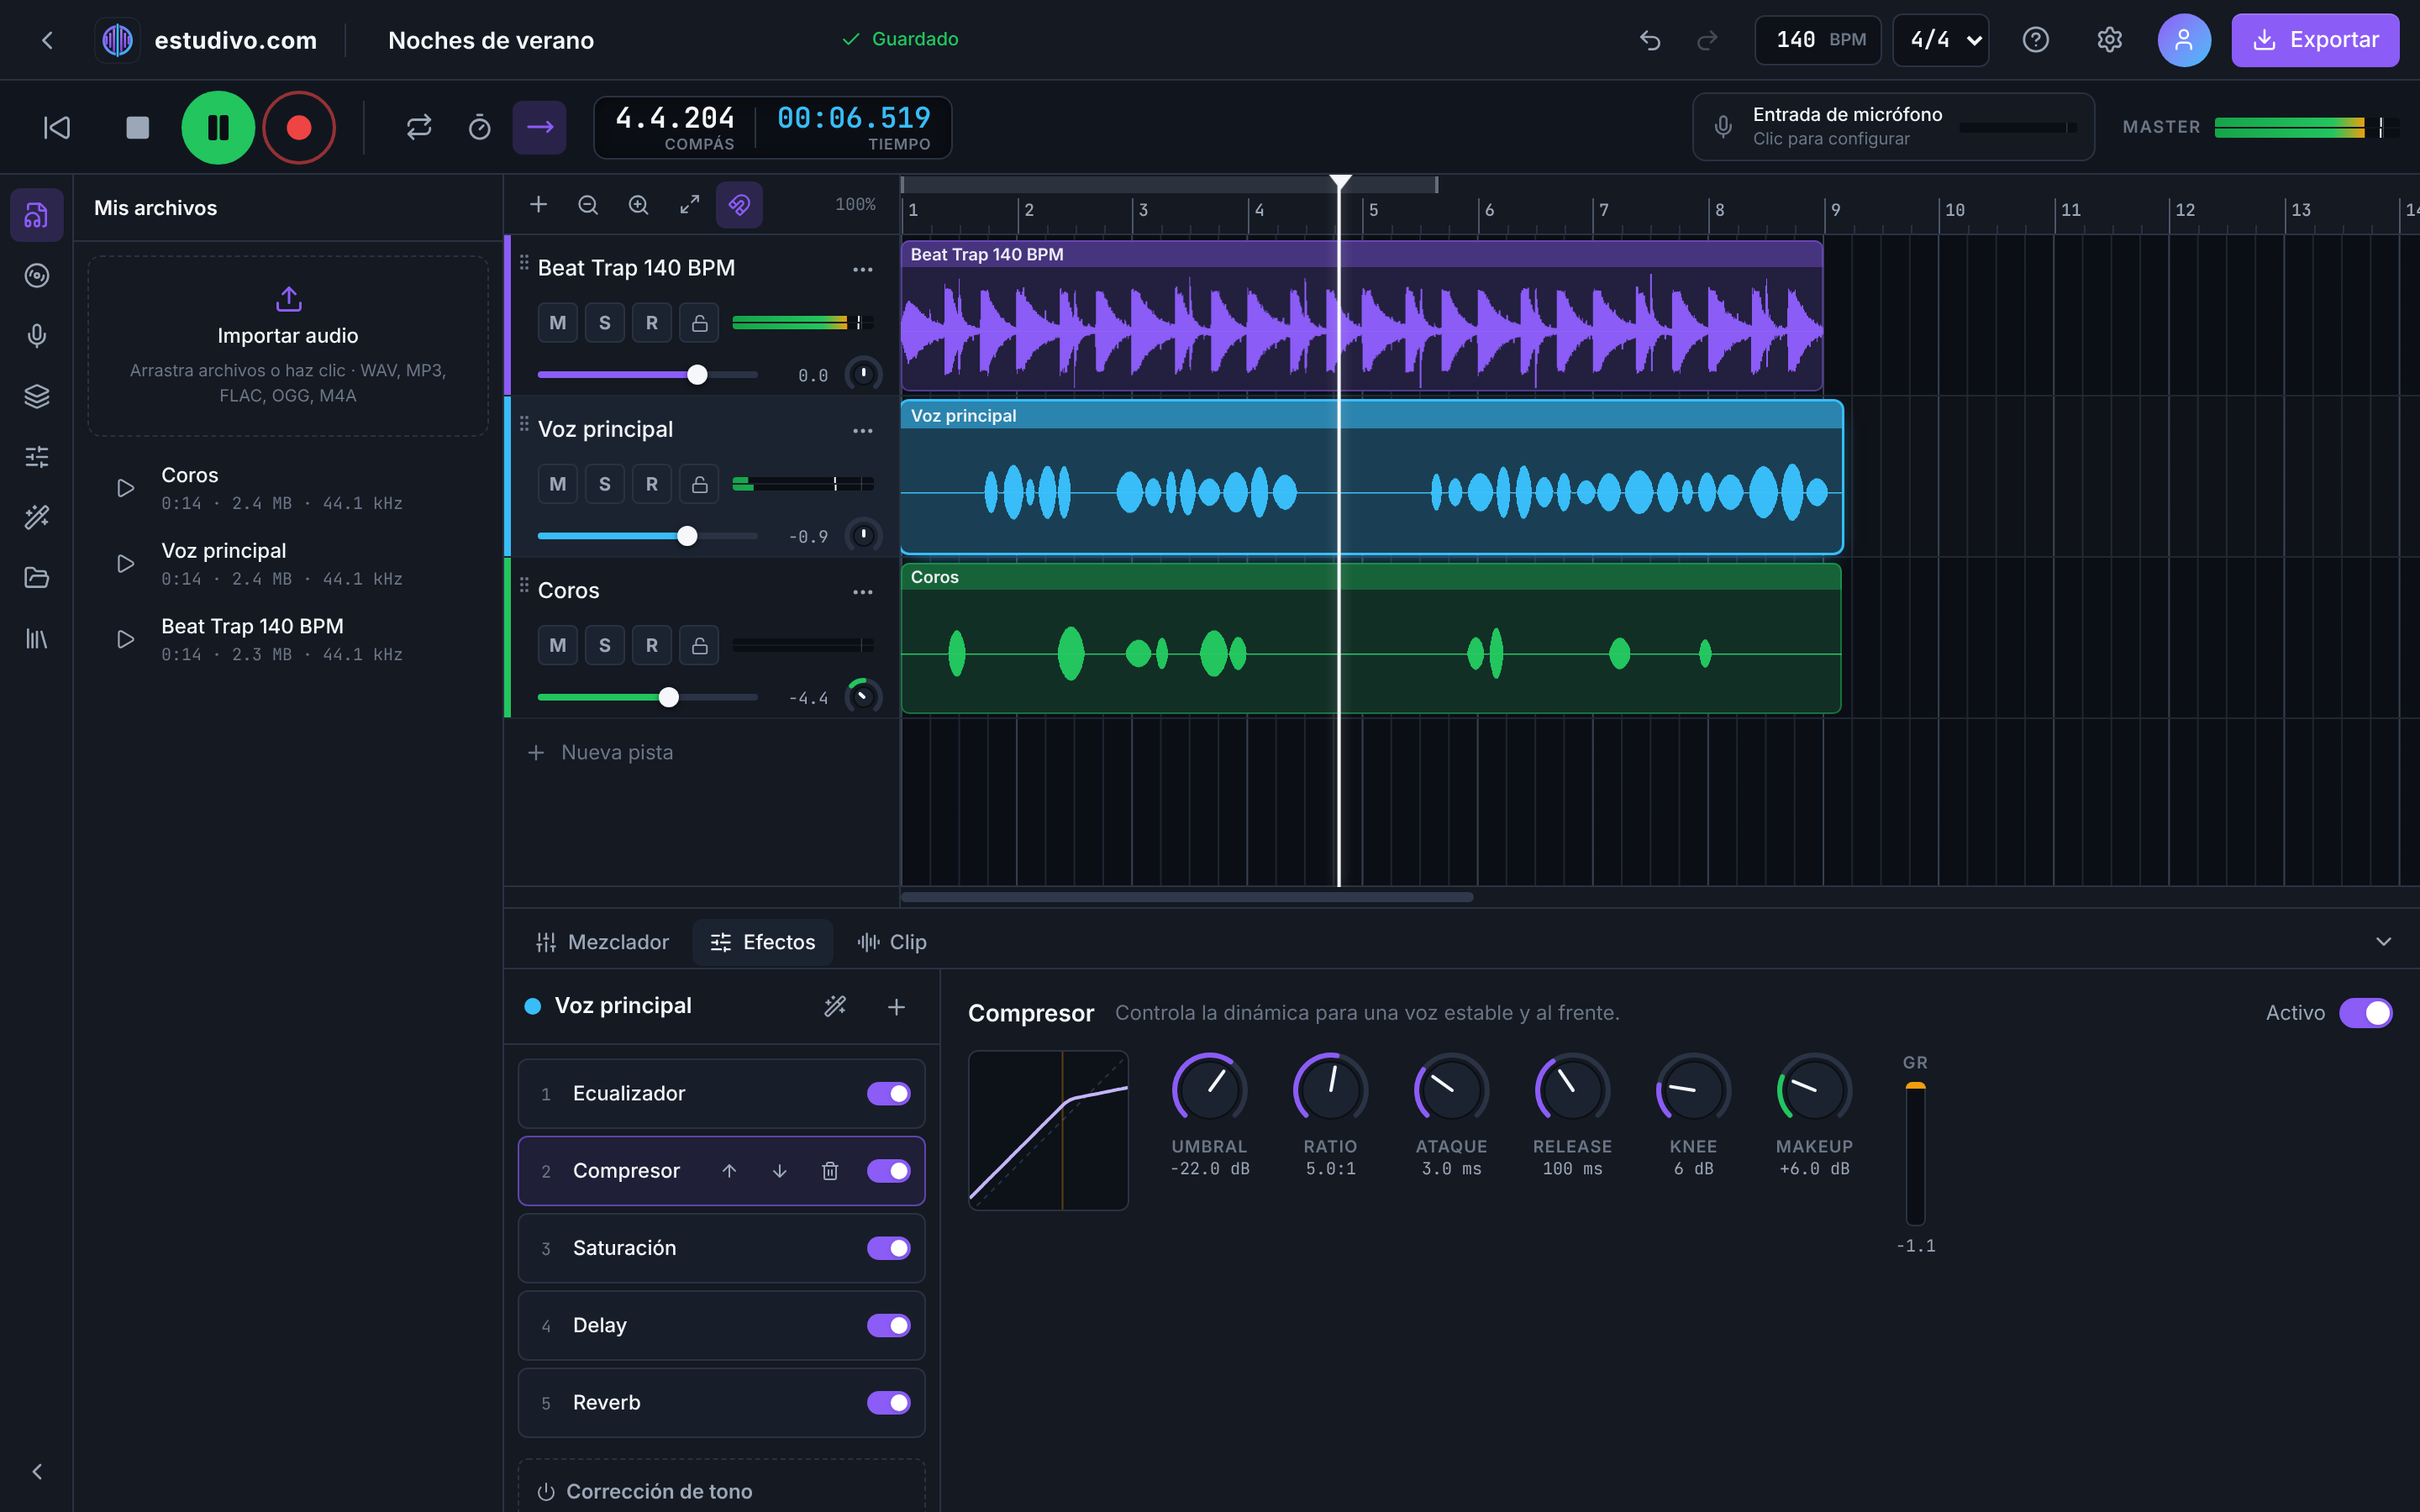 estudivo.com
Noches de verano
Guardado
140 BPM
4/4
Exportar
4.4.204
COMPÁS
00:06.519
TIEMPO
Entrada de micrófono
Clic para configurar
MASTER
Mis archivos
Importar audio
Arrastra archivos o haz clic · WAV, MP3,
FLAC, OGG, M4A
Coros
0:14 · 2.4 MB · 44.1 kHz
Voz principal
0:14 · 2.4 MB · 44.1 kHz
Beat Trap 140 BPM
0:14 · 2.3 MB · 44.1 kHz
100%
1 2 3 4 5 6 7 8 9 10 11 12 13 14
Beat Trap 140 BPM
M S R
0.0
Voz principal
M S R
-0.9
Coros
M S R
-4.4
Nueva pista
Beat Trap 140 BPM
Voz principal
Coros
Mezclador
Efectos
Clip
Voz principal
1 Ecualizador
2 Compresor
3 Saturación
4 Delay
5 Reverb
Corrección de tono
Compresor
Controla la dinámica para una voz estable y al frente.
Activo
UMBRAL
-22.0 dB
RATIO
5.0:1
ATAQUE
3.0 ms
RELEASE
100 ms
KNEE
6 dB
MAKEUP
+6.0 dB
GR
-1.1